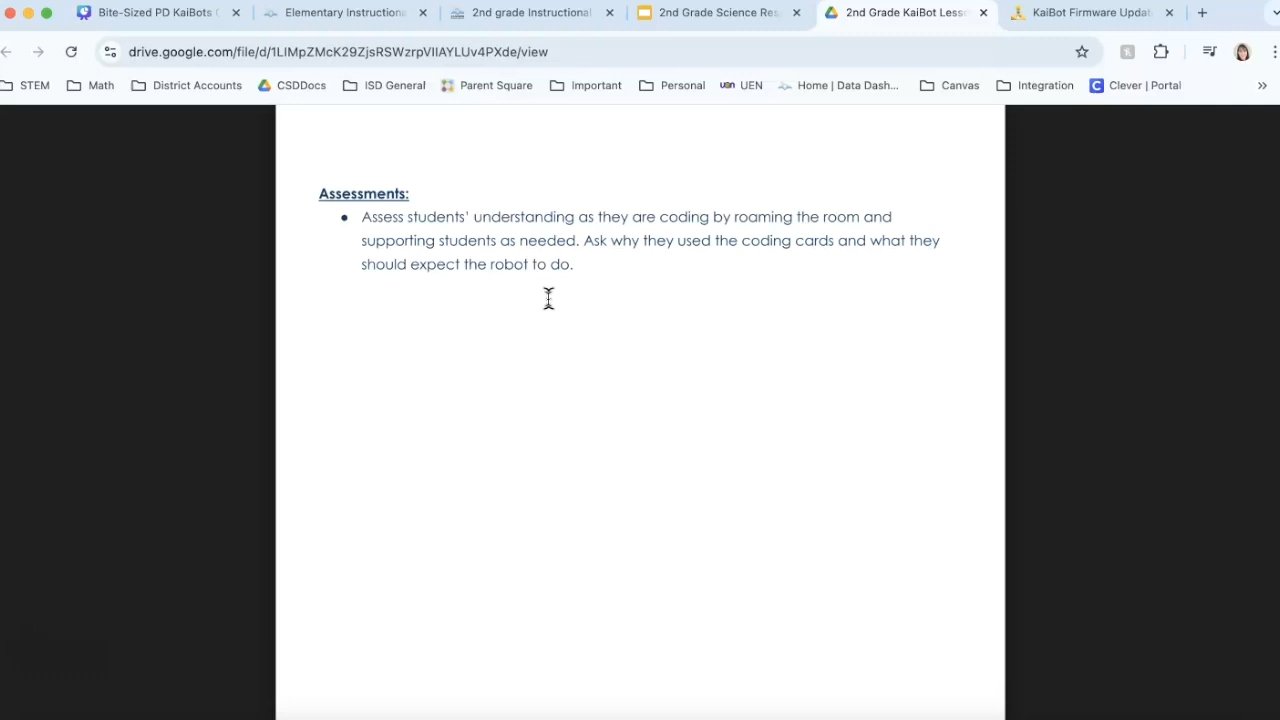 Bite-Sized PD KaiBots
Elementary Instructiona
2nd grade Instructional
2nd Grade Science Res
2nd Grade KaiBot Less
KaiBot Firmware Updat
drive.google.com/file/d/1LIMpZMcK29ZjsRSWzrpVIIAYLUv4PXde/view
STEM
Math
District Accounts
CSDDocs
ISD General
Parent Square
Important
Personal
uen UEN
Home | Data Dash...
Canvas
Integration
C Clever | Portal
Assessments:
• Assess students' understanding as they are coding by roaming the room and
supporting students as needed. Ask why they used the coding cards and what they
should expect the robot to do.